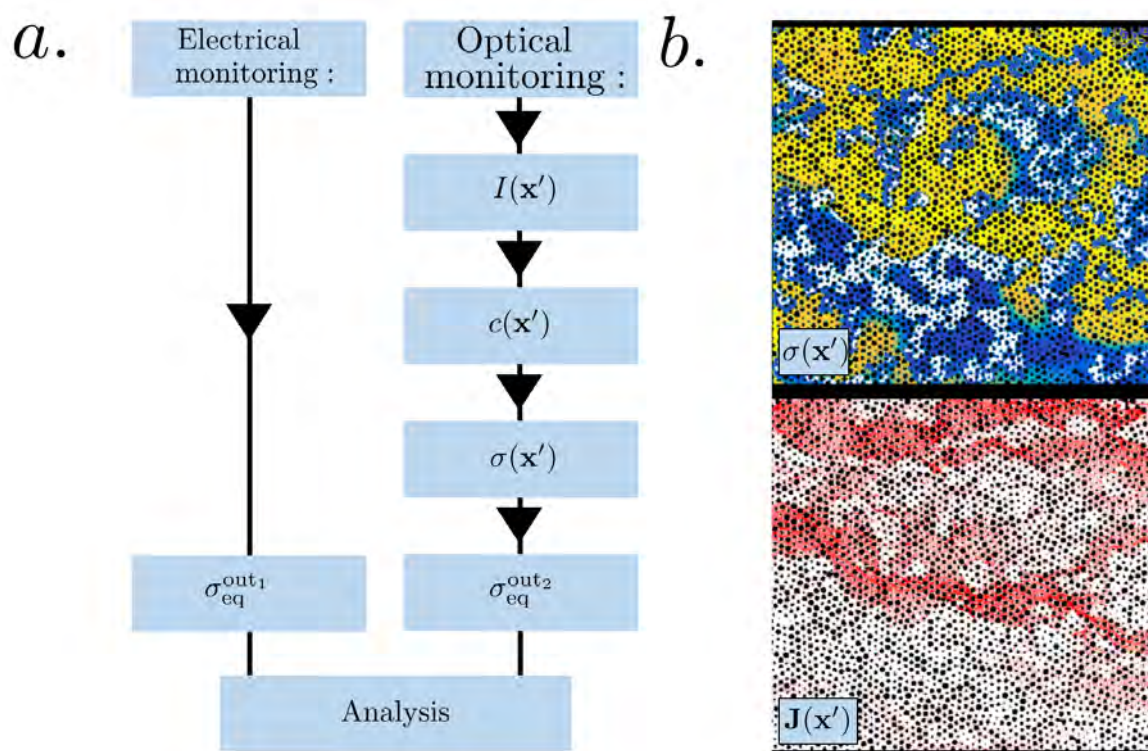 a.
Electrical
monitoring :
Optical
monitoring :
I(x′)
c(x′)
σ(x′)
σ_eq^out₁
σ_eq^out₂
Analysis
b.
σ(x′)
J(x′)